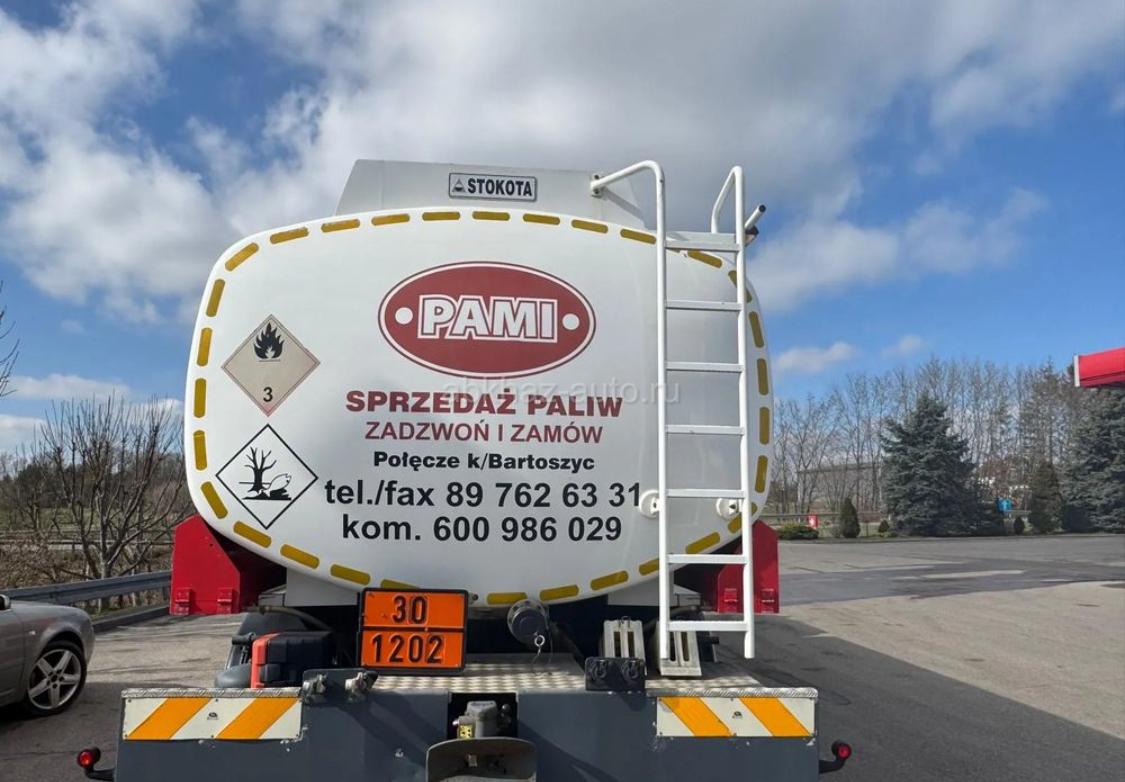 STOKOTA
PAMI
3
abkhaz-auto.ru
SPRZEDAŻ PALIW
ZADZWOŃ I ZAMÓW
Połęcze k/Bartoszyc
tel./fax 89 762 63 31
kom. 600 986 029
30
1202